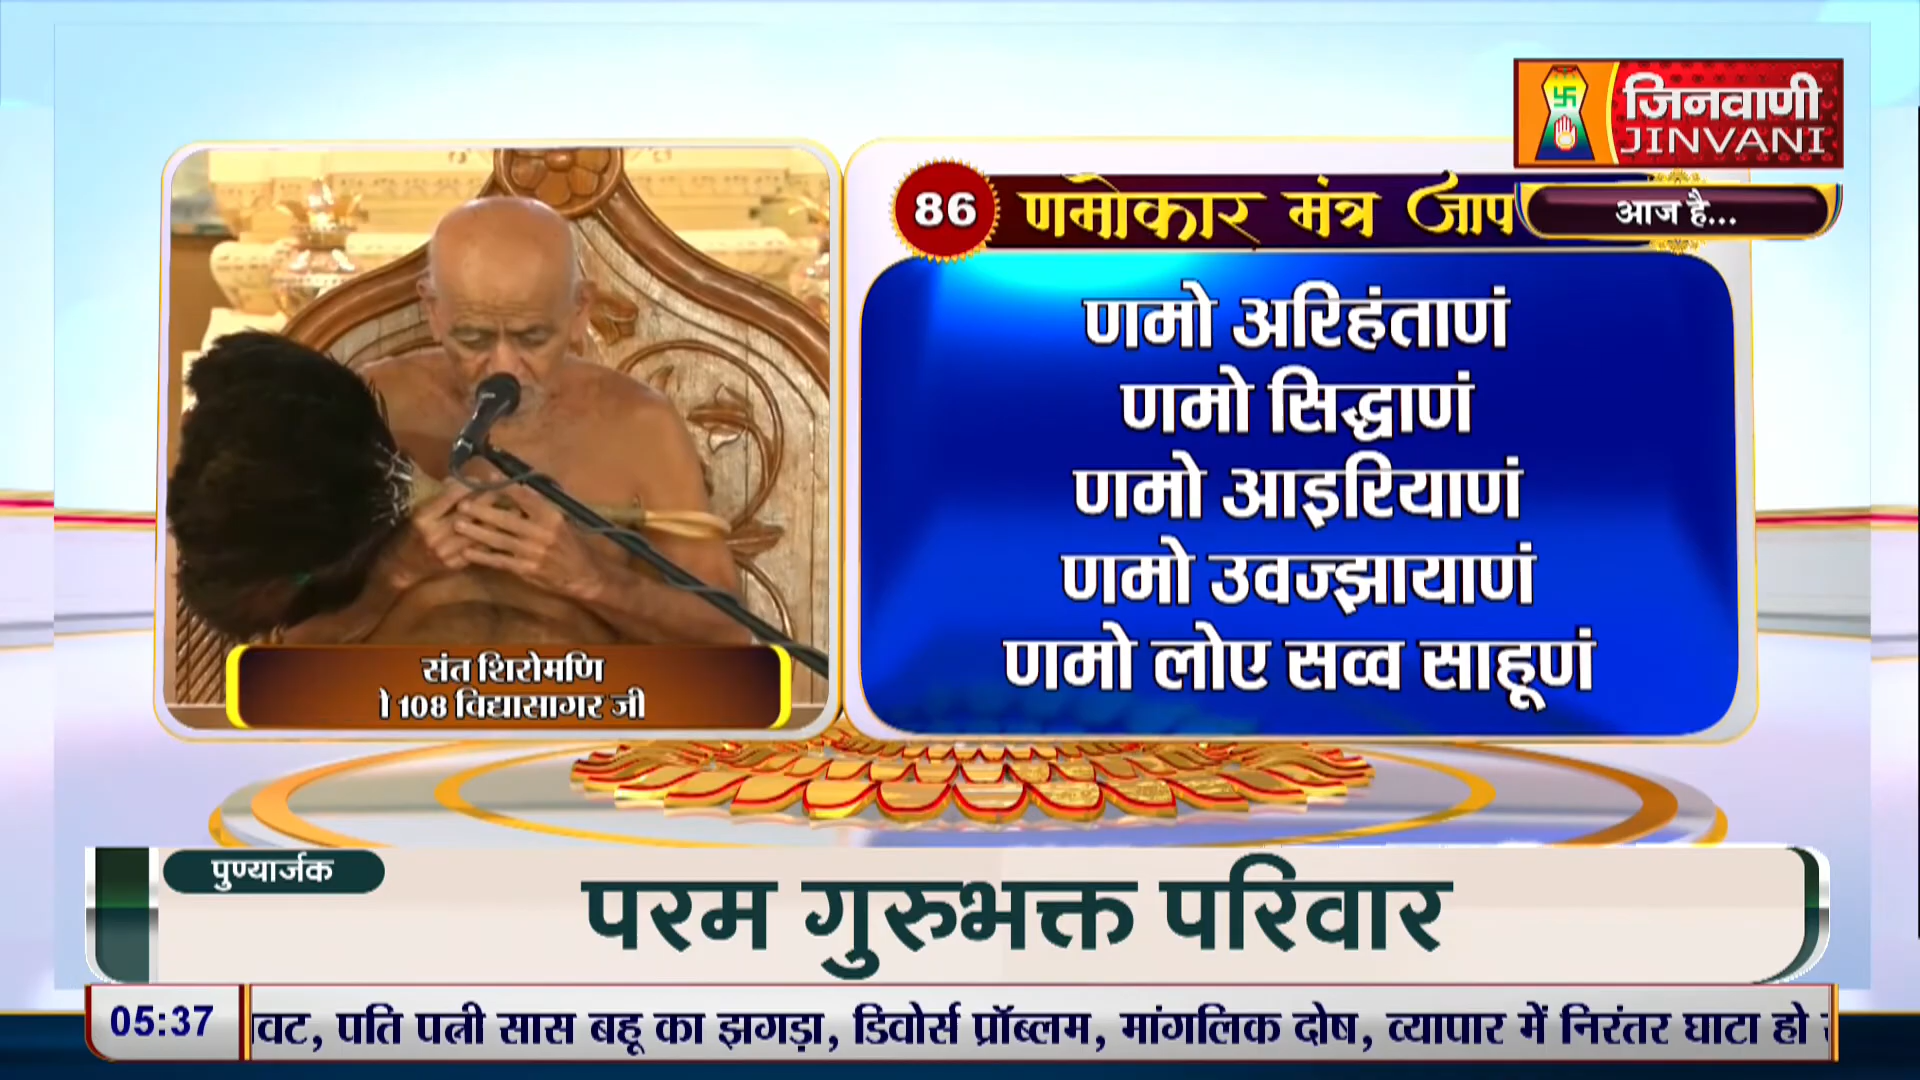 जिनवाणी
JINVANI
86 णमोकार मंत्र जाप
आज है...
णमो अरिहंताणं
णमो सिद्धाणं
णमो आइरियाणं
णमो उवज्झायाणं
णमो लोए सव्व साहूणं
संत शिरोमणि
108 विद्यासागर जी
पुण्यार्जक
परम गुरुभक्त परिवार
05:37 पति पत्नी सास बहू का झगड़ा, डिवोर्स प्रॉब्लम, मांगलिक दोष, व्यापार में निरंतर घाटा हो